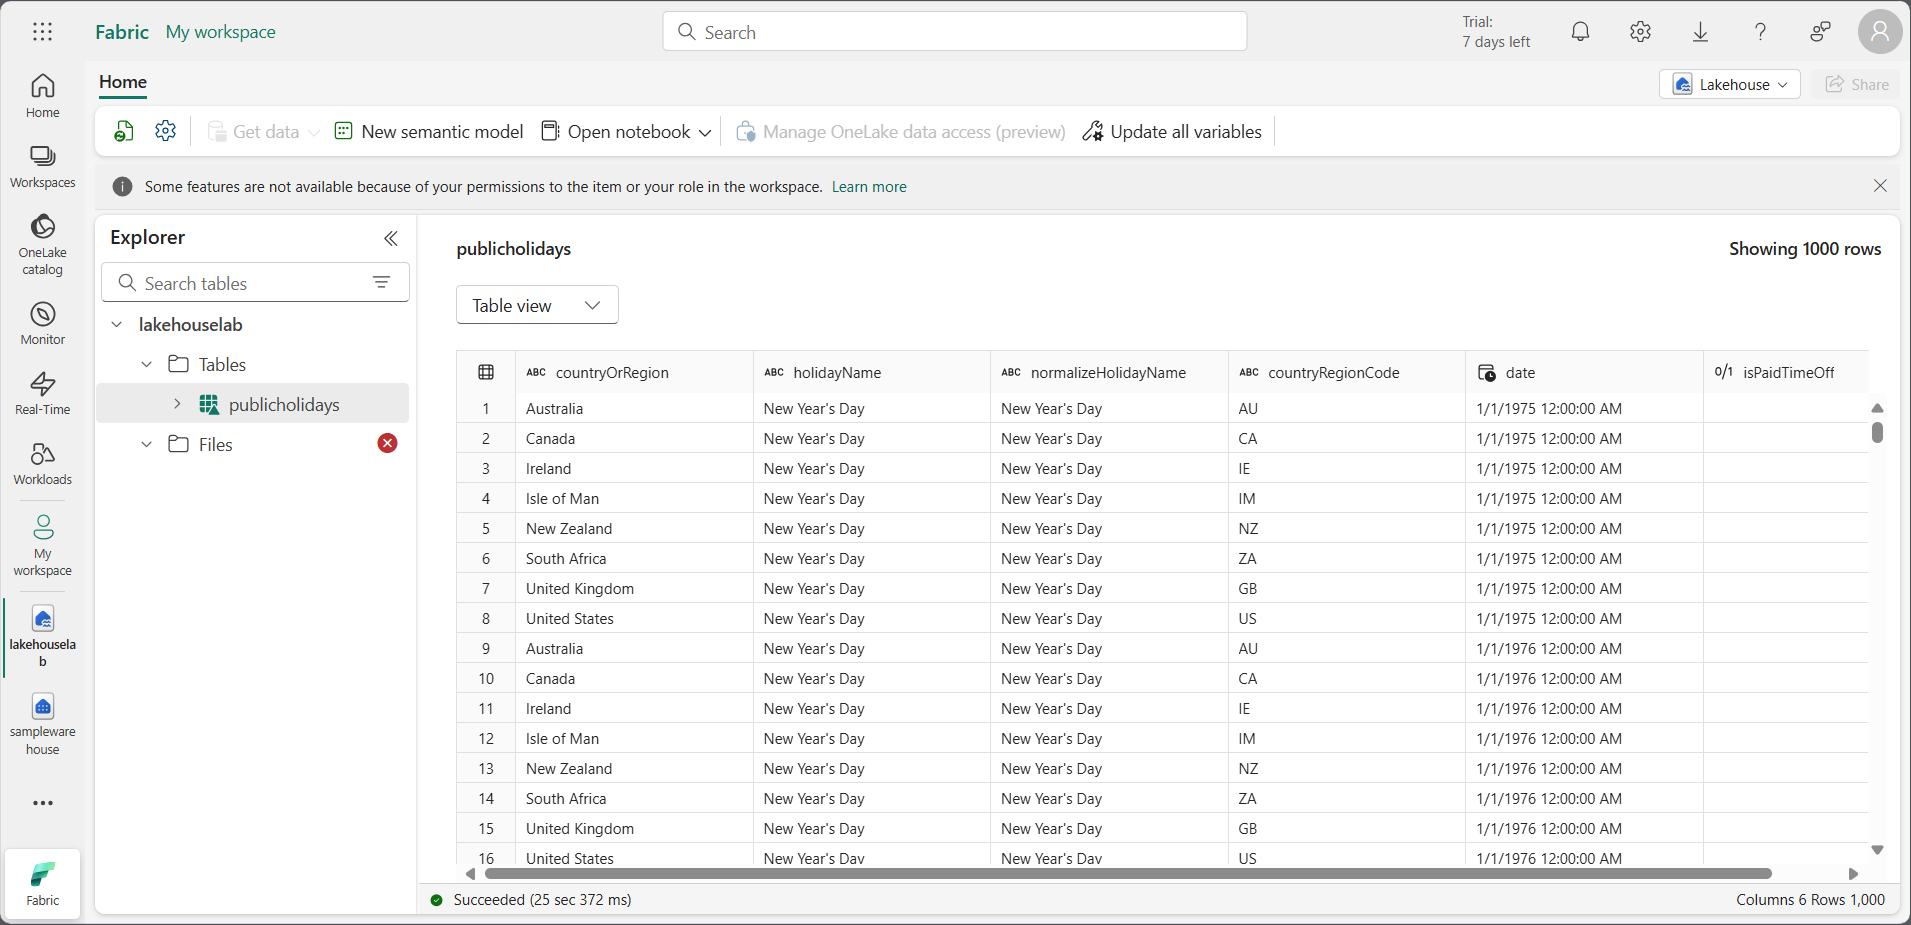 Fabric My workspace
Search
Trial:
7 days left
Home
Workspaces
OneLake
catalog
Monitor
Real-Time
Workloads
My
workspace
lakehousela
b
sampleware
house
Fabric
Home
Lakehouse
Share
Get data
New semantic model
Open notebook
Manage OneLake data access (preview)
Update all variables
Some features are not available because of your permissions to the item or your role in the workspace. Learn more
Explorer
Search tables
lakehouselab
Tables
publicholidays
Files
publicholidays
Showing 1000 rows
Table view
ABC countryOrRegion ABC holidayName ABC normalizeHolidayName ABC countryRegionCode date 0/1 isPaidTimeOff
1 Australia New Year's Day New Year's Day AU 1/1/1975 12:00:00 AM
2 Canada New Year's Day New Year's Day CA 1/1/1975 12:00:00 AM
3 Ireland New Year's Day New Year's Day IE 1/1/1975 12:00:00 AM
4 Isle of Man New Year's Day New Year's Day IM 1/1/1975 12:00:00 AM
5 New Zealand New Year's Day New Year's Day NZ 1/1/1975 12:00:00 AM
6 South Africa New Year's Day New Year's Day ZA 1/1/1975 12:00:00 AM
7 United Kingdom New Year's Day New Year's Day GB 1/1/1975 12:00:00 AM
8 United States New Year's Day New Year's Day US 1/1/1975 12:00:00 AM
9 Australia New Year's Day New Year's Day AU 1/1/1976 12:00:00 AM
10 Canada New Year's Day New Year's Day CA 1/1/1976 12:00:00 AM
11 Ireland New Year's Day New Year's Day IE 1/1/1976 12:00:00 AM
12 Isle of Man New Year's Day New Year's Day IM 1/1/1976 12:00:00 AM
13 New Zealand New Year's Day New Year's Day NZ 1/1/1976 12:00:00 AM
14 South Africa New Year's Day New Year's Day ZA 1/1/1976 12:00:00 AM
15 United Kingdom New Year's Day New Year's Day GB 1/1/1976 12:00:00 AM
16 United States New Year's Day New Year's Day US 1/1/1976 12:00:00 AM
Succeeded (25 sec 372 ms)
Columns 6 Rows 1,000